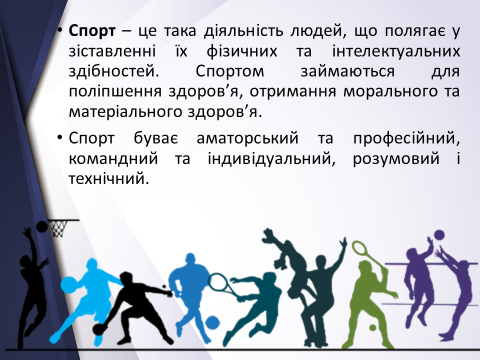 • Спорт – це така діяльність людей, що полягає у
зіставленні їх фізичних та інтелектуальних
здібностей. Спортом займаються для
поліпшення здоров’я, отримання морального та
матеріального здоров’я.
• Спорт буває аматорський та професійний,
командний та індивідуальний, розумовий і
технічний.